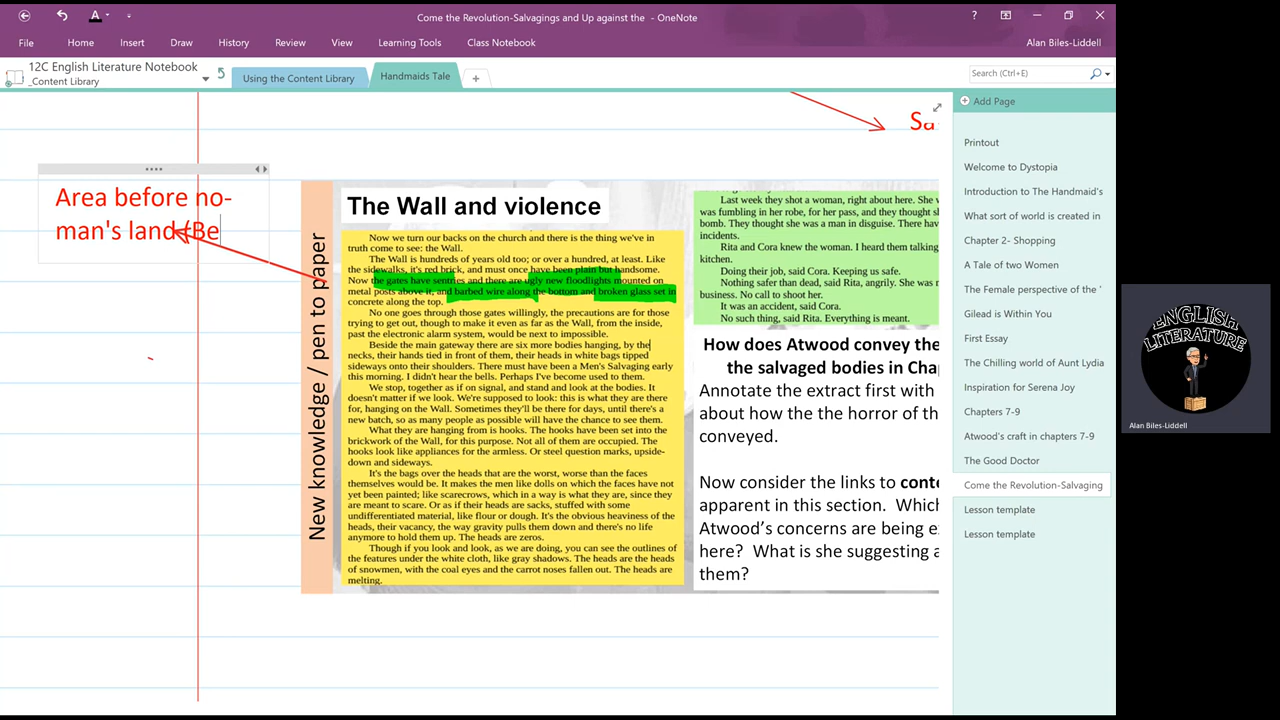 Come the Revolution-Salvagings and Up against the - OneNote
File Home Insert Draw History Review View Learning Tools Class Notebook Alan Biles-Liddell
12C English Literature Notebook
_Content Library
Using the Content Library
Handmaids Tale
Search (Ctrl+E)
Add Page
Printout
Welcome to Dystopia
Introduction to The Handmaid's
What sort of world is created in
Chapter 2- Shopping
A Tale of two Women
The Female perspective of the '
Gilead is Within You
First Essay
The Chilling world of Aunt Lydia
Inspiration for Serena Joy
Chapters 7-9
Atwood's craft in chapters 7-9
The Good Doctor
Come the Revolution-Salvaging
Lesson template
Lesson template
Sa
Area before no-
man's land (Be
New knowledge / pen to paper
The Wall and violence
Now we turn our backs on the church and there is the thing we've in
truth come to see: the Wall.
The Wall is hundreds of years old too; or over a hundred, at least. Like
the sidewalks, it's red brick, and must once have been plain but handsome.
Now the gates have sentries and there are ugly new floodlights mounted on
metal posts above it, and barbed wire along the bottom and broken glass set in
concrete along the top.
No one goes through those gates willingly, the precautions are for those
trying to get out, though to make it even as far as the Wall, from the inside,
past the electronic alarm system, would be next to impossible.
Beside the main gateway there are six more bodies hanging, by the
necks, their hands tied in front of them, their heads in white bags tipped
sideways onto their shoulders. There must have been a Men's Salvaging early
this morning. I didn't hear the bells. Perhaps I've become used to them.
We stop, together as if on signal, and stand and look at the bodies. It
doesn't matter if we look. We're supposed to look: this is what they are there
for, hanging on the Wall. Sometimes they'll be there for days, until there's a
new batch, so as many people as possible will have the chance to see them.
What they are hanging from is hooks. The hooks have been set into the
brickwork of the Wall, for this purpose. Not all of them are occupied. The
hooks look like appliances for the armless. Or steel question marks, upside-
down and sideways.
It's the bags over the heads that are the worst, worse than the faces
themselves would be. It makes the men like dolls on which the faces have not
yet been painted; like scarecrows, which in a way is what they are, since they
are meant to scare. Or as if their heads are sacks, stuffed with some
undifferentiated material, like flour or dough. It's the obvious heaviness of the
heads, their vacancy, the way gravity pulls them down and there's no life
anymore to hold them up. The heads are zeros.
Though if you look and look, as we are doing, you can see the outlines of
the features under the white cloth, like gray shadows. The heads are the heads
of snowmen, with the coal eyes and the carrot noses fallen out. The heads are
melting.
Last week they shot a woman, right about here. She v
was fumbling in her robe, for her pass, and they thought sh
bomb. They thought she was a man in disguise. There hav
incidents.
Rita and Cora knew the woman. I heard them talking
kitchen.
Doing their job, said Cora. Keeping us safe.
Nothing safer than dead, said Rita, angrily. She was
business. No call to shoot her.
It was an accident, said Cora.
No such thing, said Rita. Everything is meant.
How does Atwood convey the
the salvaged bodies in Cha
Annotate the extract first with
about how the the horror of th
conveyed.
Now consider the links to conte
apparent in this section. Which
Atwood's concerns are being e
here? What is she suggesting a
them?
ENGLISH
LITERATURE
Alan Biles-Liddell